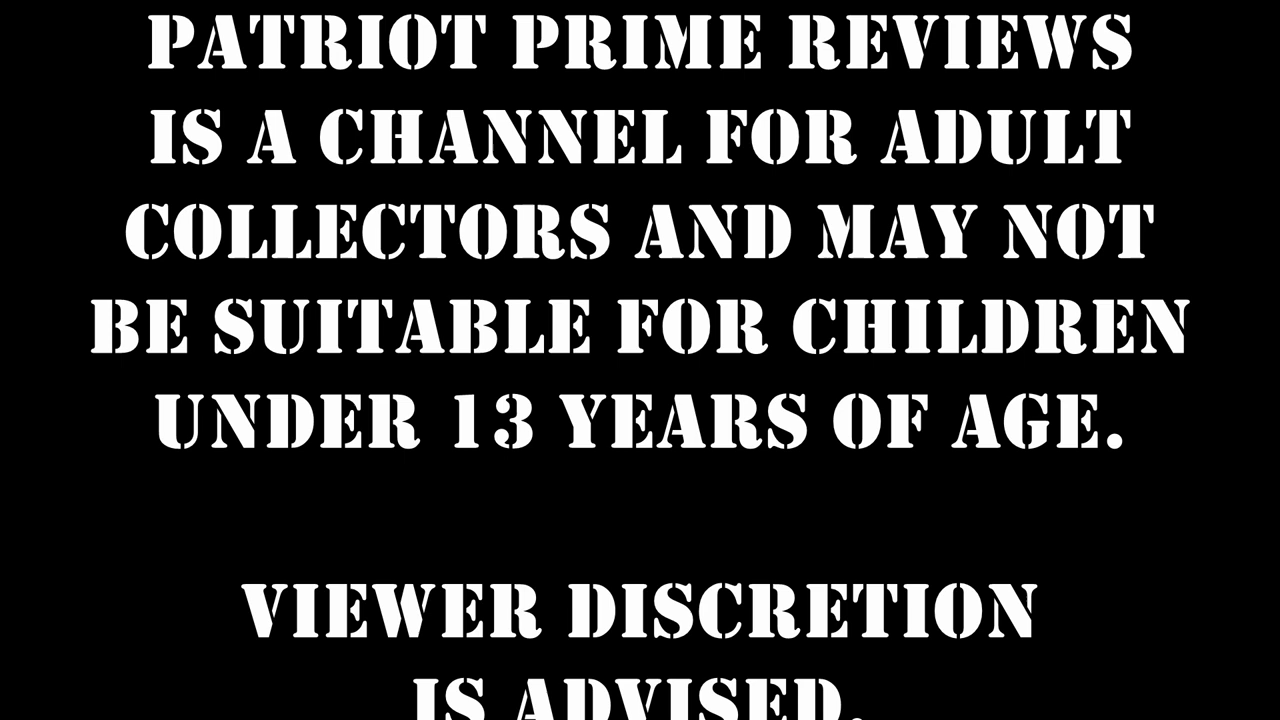 PATRIOT PRIME REVIEWS
IS A CHANNEL FOR ADULT
COLLECTORS AND MAY NOT
BE SUITABLE FOR CHILDREN
UNDER 13 YEARS OF AGE.
VIEWER DISCRETION
IS ADVISED.